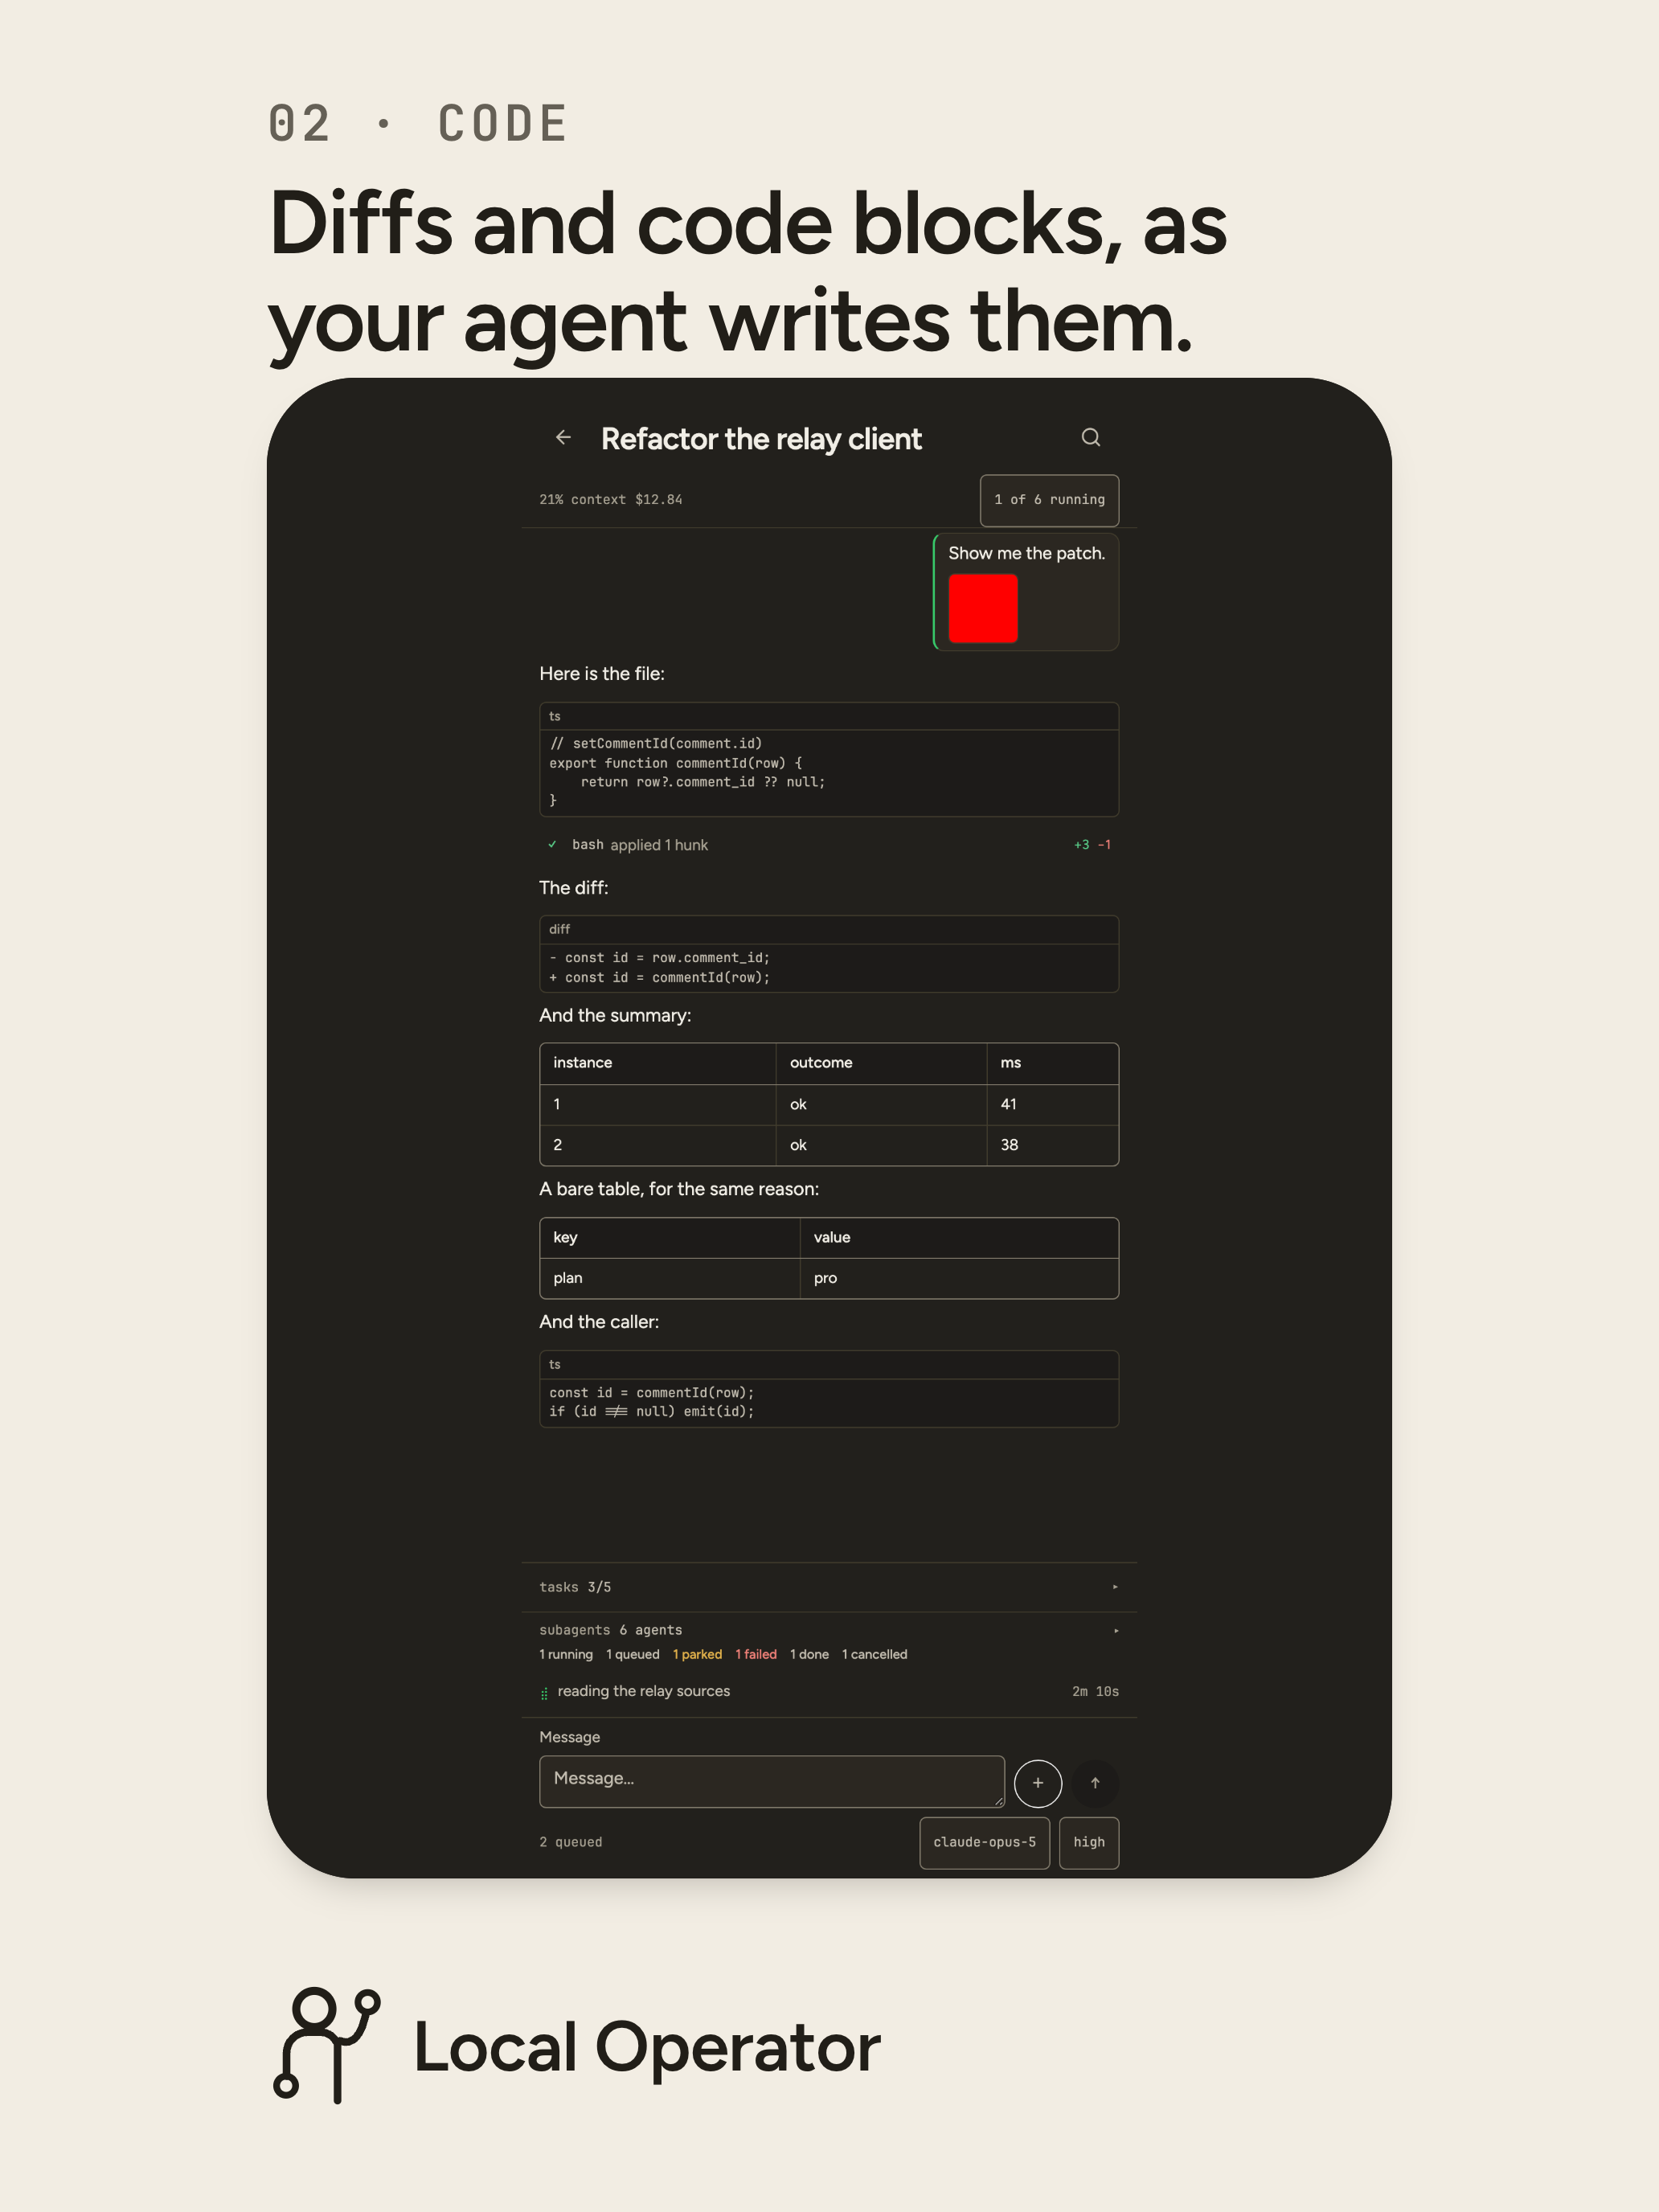 02 · CODE
Diffs and code blocks, as
your agent writes them.
Refactor the relay client
21% context $12.84
1 of 6 running
Show me the patch.
Here is the file:
ts
// setCommentId(comment.id)
export function commentId(row) {
    return row?.comment_id ?? null;
}
bash applied 1 hunk
+3 -1
The diff:
diff
- const id = row.comment_id;
+ const id = commentId(row);
And the summary:
instance outcome ms
1 ok 41
2 ok 38
A bare table, for the same reason:
key value
plan pro
And the caller:
ts
const id = commentId(row);
if (id !== null) emit(id);
tasks 3/5
subagents 6 agents
1 running 1 queued 1 parked 1 failed 1 done 1 cancelled
reading the relay sources 2m 10s
Message
Message...
2 queued
claude-opus-5
high
Local Operator